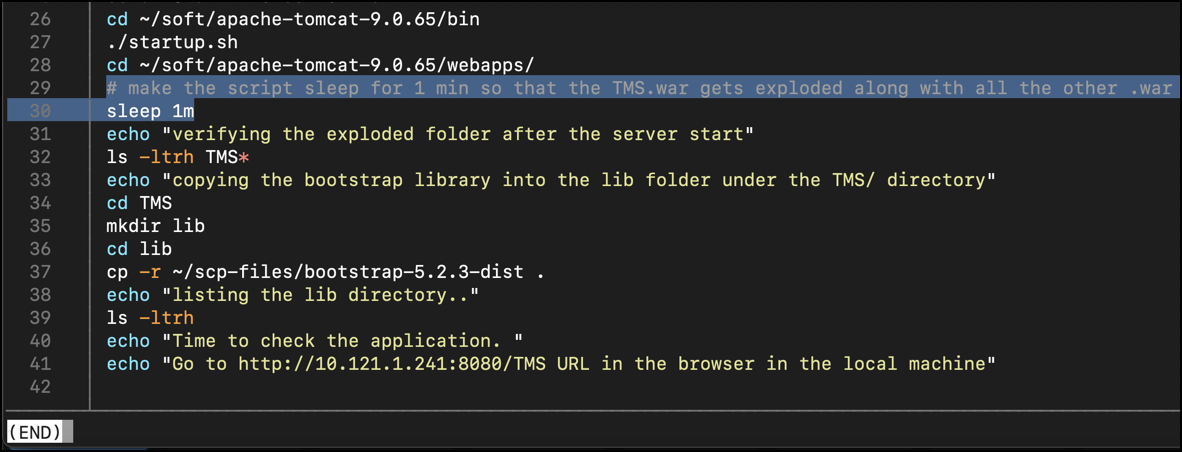 26 cd ~/soft/apache-tomcat-9.0.65/bin
27 ./startup.sh
28 cd ~/soft/apache-tomcat-9.0.65/webapps/
29 # make the script sleep for 1 min so that the TMS.war gets exploded along with all the other .war
30 sleep 1m
31 echo "verifying the exploded folder after the server start"
32 ls -ltrh TMS*
33 echo "copying the bootstrap library into the lib folder under the TMS/ directory"
34 cd TMS
35 mkdir lib
36 cd lib
37 cp -r ~/scp-files/bootstrap-5.2.3-dist .
38 echo "listing the lib directory.."
39 ls -ltrh
40 echo "Time to check the application. "
41 echo "Go to http://10.121.1.241:8080/TMS URL in the browser in the local machine"
42
(END)